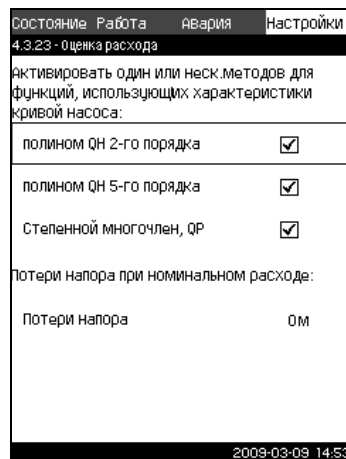 Состояние Работа Авария Настройки
4.3.23 - Оценка расхода
Активировать один или неск.методов для
функций, использующих характеристики
кривой насоса:
полином QH 2-го порядка
полином QH 5-го порядка
Степенной многочлен, QP
Потери напора при номинальном расходе:
Потери напора 0м
2009-03-09 14:53